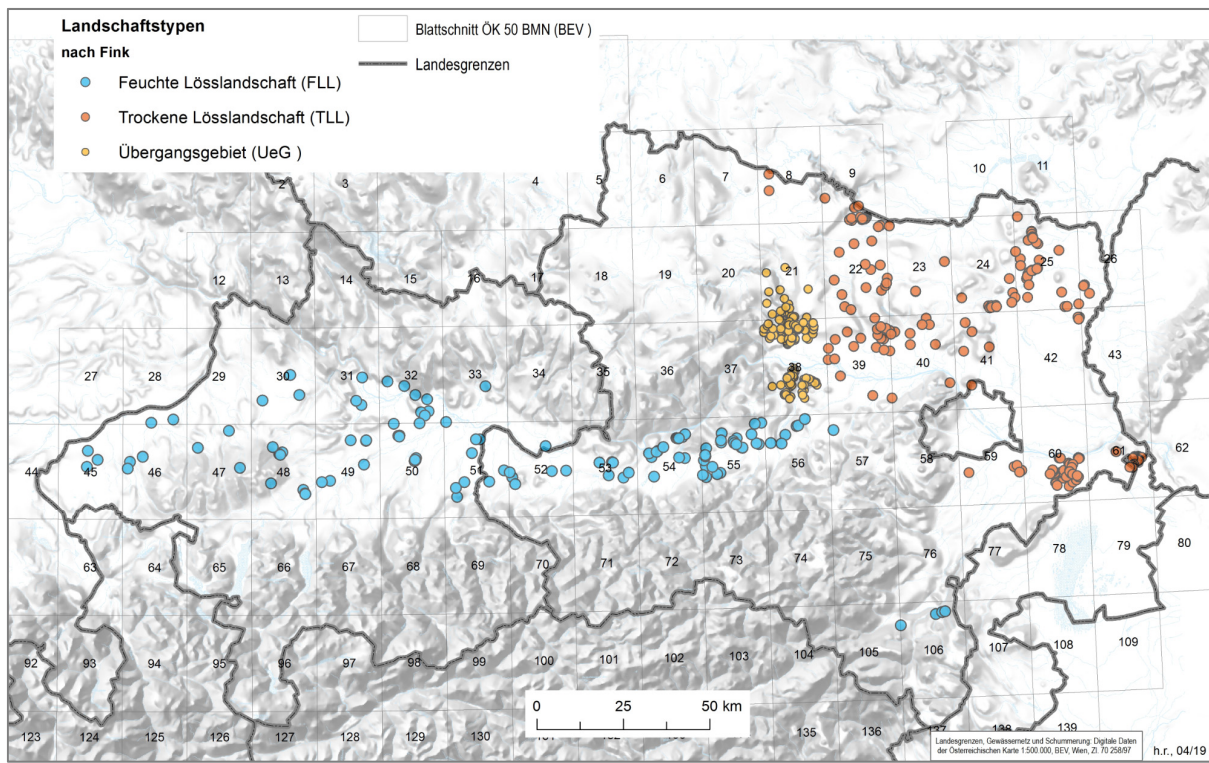 Landschaftstypen
nach Fink
Feuchte Lösslandschaft (FLL)
Trockene Lösslandschaft (TLL)
Übergangsgebiet (UeG )
Blattschnitt ÖK 50 BMN (BEV )
Landesgrenzen
2 3 4 5 6 7 8 9 10 11
12 13 14 15 16 17 18 19 20 21 22 23 24 25 26
27 28 29 30 31 32 33 34 35 36 37 38 39 40 41 42 43
44 45 46 47 48 49 50 51 52 53 54 55 56 57 58 59 60 61 62
63 64 65 66 67 68 69 70 71 72 73 74 75 76 77 78 79 80
92 93 94 95 96 97 98 99 100 101 102 103 104 105 106 107 108 109
123 124 125 126 127 128 129 130 135 136 137 138 139
0 25 50 km
Landesgrenzen, Gewässernetz und Schummerung: Digitale Daten
der Österreichischen Karte 1:500.000, BEV, Wien, Zl. 70 258/97
h.r., 04/19